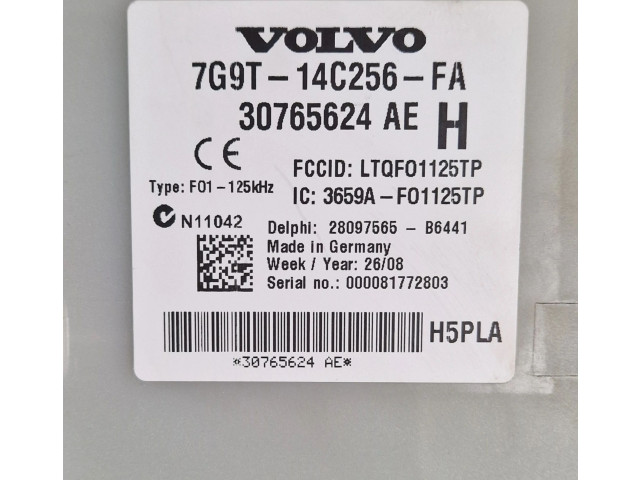 VOLVO
7G9T-14C256-FA
30765624 AE H
CE
FCCID: LTQFO1125TP
Type: FO1-125kHz
IC: 3659A-FO1125TP
N11042
Delphi: 28097565 - B6441
Made in Germany
Week / Year: 26/08
Serial no.: 000081772803
H5PLA
*30765624 AE*